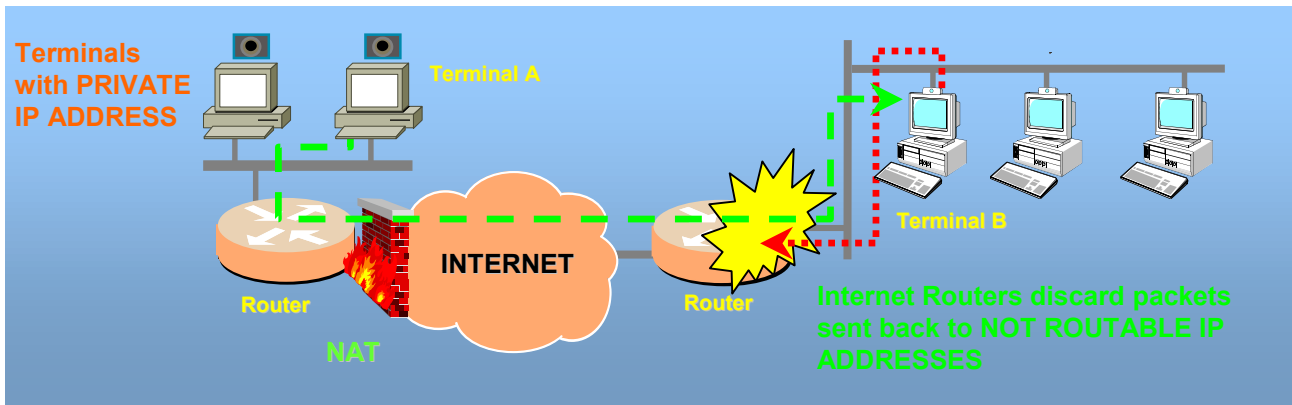 Terminals
with PRIVATE
IP ADDRESS
Terminal A
Terminal B
INTERNET
Router
Router
NAT
Internet Routers discard packets
sent back to NOT ROUTABLE IP
ADDRESSES